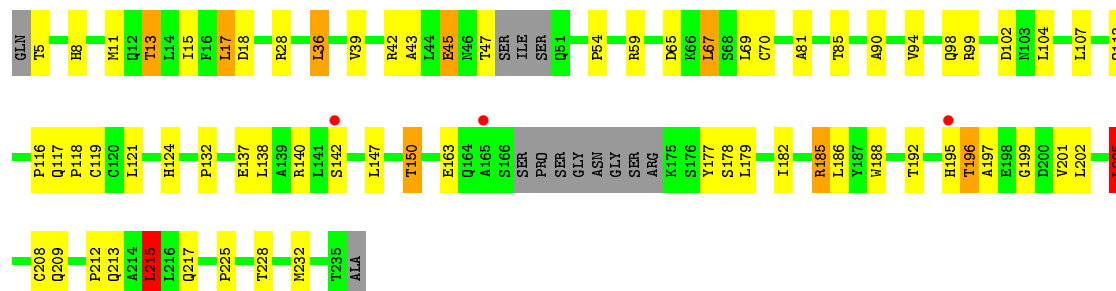 GLN T5 H8 M11 Q12 T13 L14 I15 F16 L17 D18 R28 L36 V39 R42 A43 L44 E45 N46 T47 SER ILE SER Q51 P54 R59 D65 K66 L67 S68 L69 C70 A81 T85 A90 V94 Q98 R99 D102 N103 L104 L107
P116 Q117 P118 C119 C120 L121 H124 P132 E137 L138 A139 R140 L141 S142 L147 T150 E163 Q164 A165 S166 SER PRO SER GLY ASN GLY SER ARG K175 S176 Y177 S178 L179 I182 R185 L186 Y187 W188 T192 H195 T196 A197 E198 G199 D200 V201 L202
C208 Q209 P212 Q213 A214 L215 L216 Q217 P225 T228 M232 T235 ALA